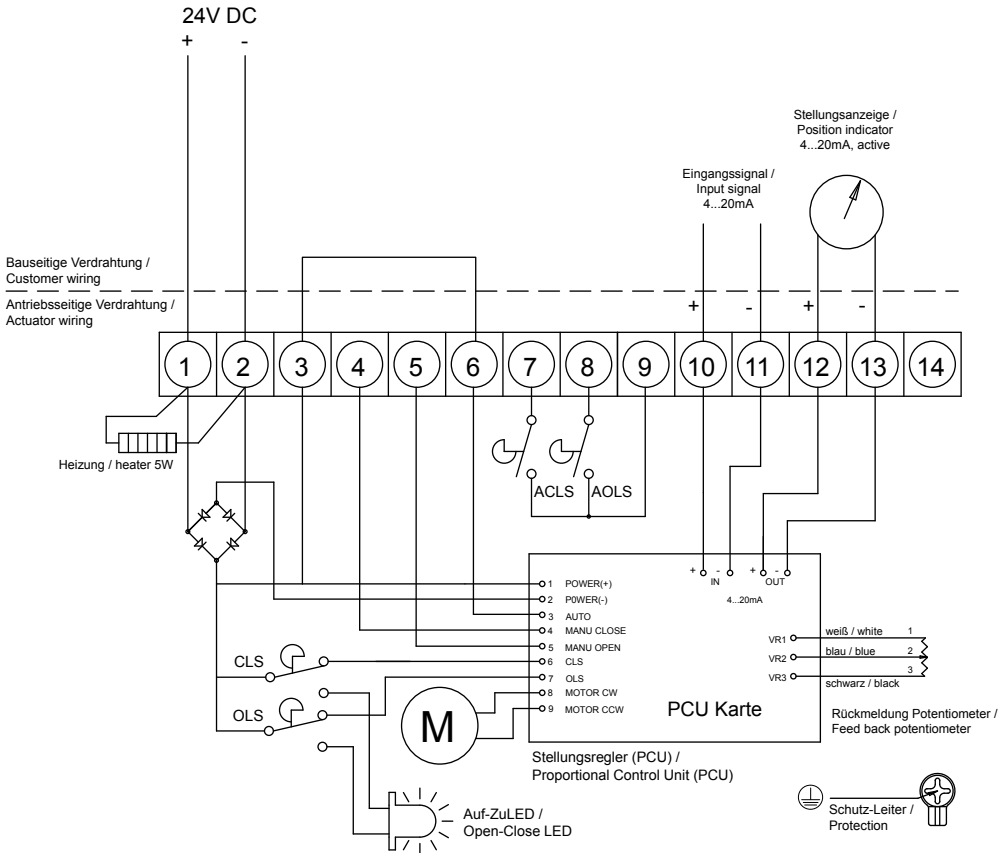 24V DC
+ -
Stellungsanzeige /
Position indicator
4...20mA, active
Eingangssignal /
Input signal
4...20mA
Bauseitige Verdrahtung /
Customer wiring
Antriebsseitige Verdrahtung /
Actuator wiring
+ - + -
1 2 3 4 5 6 7 8 9 10 11 12 13 14
Heizung / heater 5W
ACLS AOLS
+ - + -
IN OUT
4...20mA
1 POWER(+)
2 P0WER(-)
3 AUTO
4 MANU CLOSE
5 MANU OPEN
6 CLS
7 OLS
8 MOTOR CW
9 MOTOR CCW
VR1 weiß / white 1
VR2 blau / blue 2
VR3 schwarz / black 3
CLS
OLS
M
PCU Karte
Rückmeldung Potentiometer /
Feed back potentiometer
Stellungsregler (PCU) /
Proportional Control Unit (PCU)
Auf-ZuLED /
Open-Close LED
Schutz-Leiter /
Protection